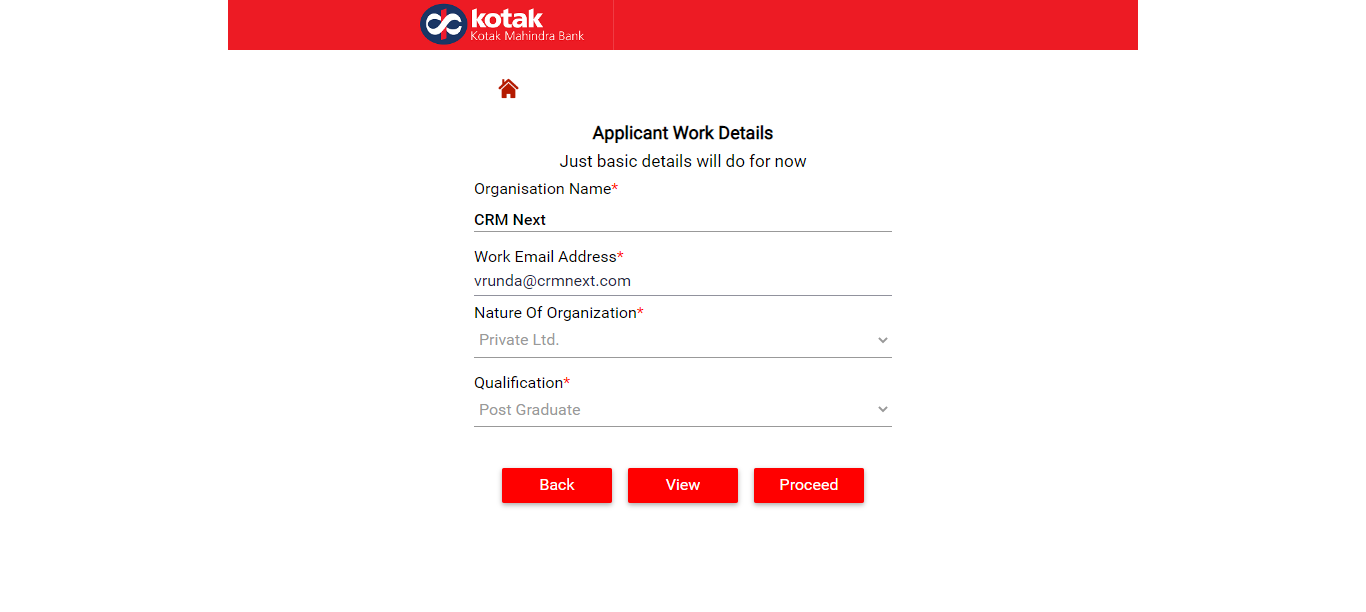 kotak
Kotak Mahindra Bank
Applicant Work Details
Just basic details will do for now
Organisation Name*
CRM Next
Work Email Address*
vrunda@crmnext.com
Nature Of Organization*
Private Ltd.
Qualification*
Post Graduate
Back View Proceed